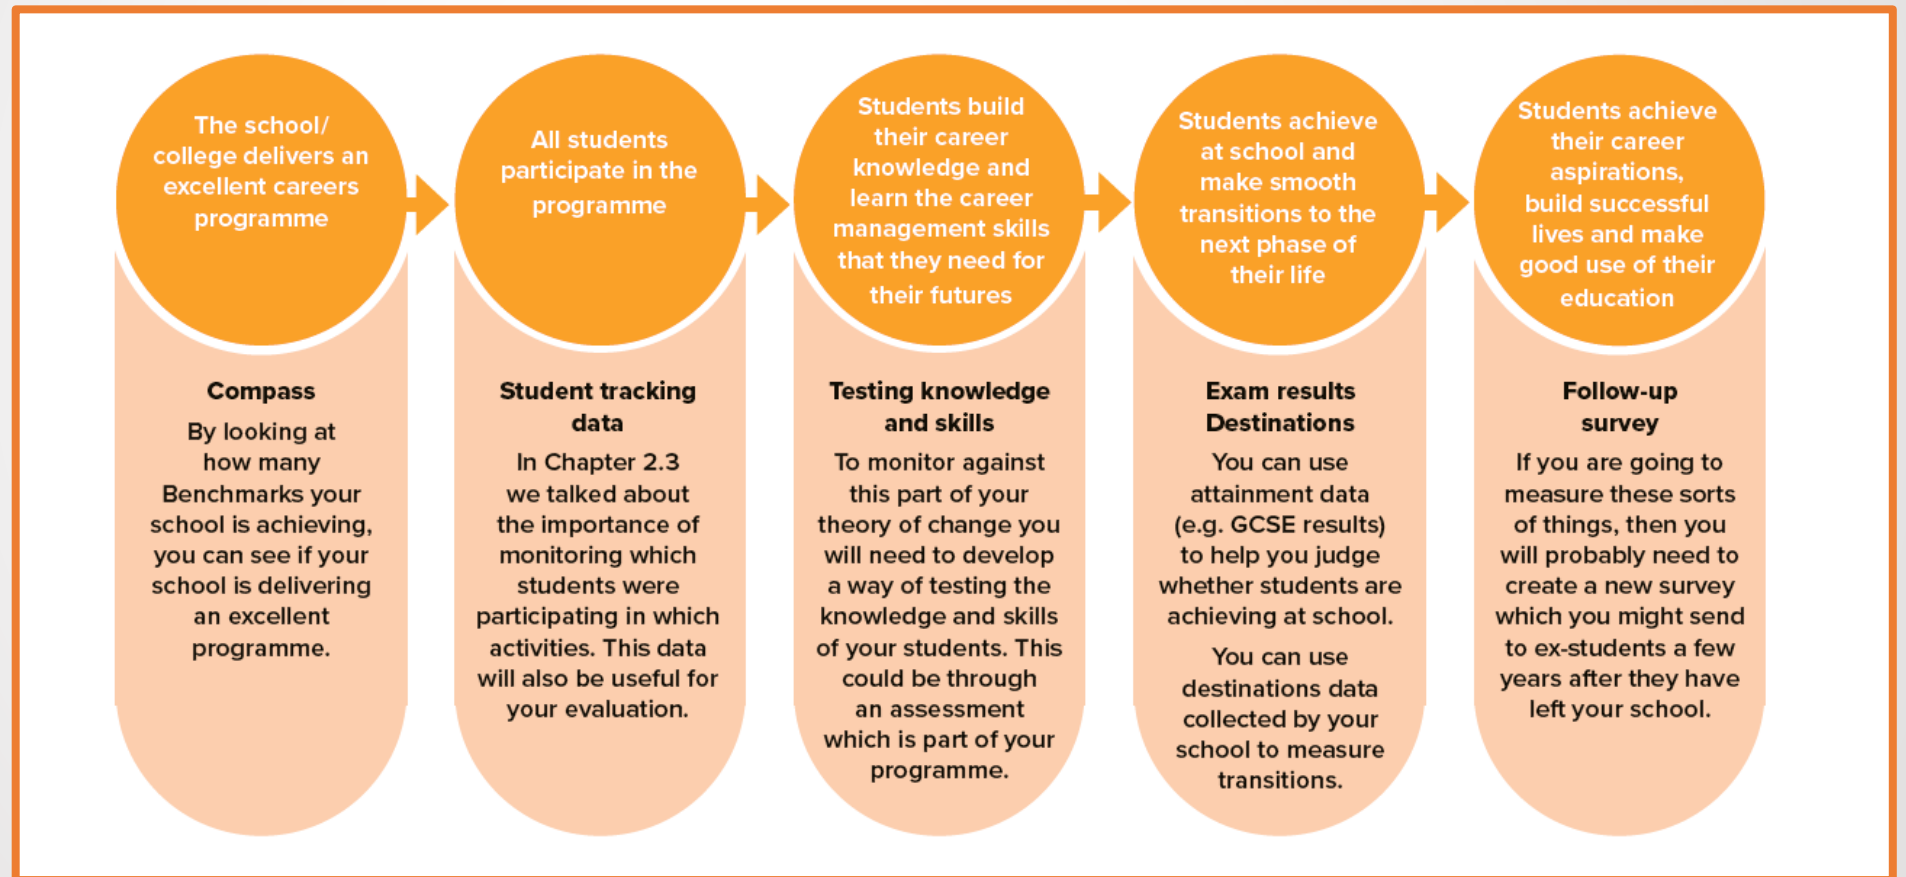 The school/
college delivers an
excellent careers
programme
All students
participate in the
programme
Students build
their career
knowledge and
learn the career
management skills
that they need for
their futures
Students achieve
at school and
make smooth
transitions to the
next phase of
their life
Students achieve
their career
aspirations,
build successful
lives and make
good use of their
education
Compass
By looking at
how many
Benchmarks your
school is achieving,
you can see if your
school is delivering
an excellent
programme.
Student tracking
data
In Chapter 2.3
we talked about
the importance of
monitoring which
students were
participating in which
activities. This data
will also be useful for
your evaluation.
Testing knowledge
and skills
To monitor against
this part of your
theory of change you
will need to develop
a way of testing the
knowledge and skills
of your students. This
could be through
an assessment
which is part of your
programme.
Exam results
Destinations
You can use
attainment data
(e.g. GCSE results)
to help you judge
whether students are
achieving at school.
You can use
destinations data
collected by your
school to measure
transitions.
Follow-up
survey
If you are going to
measure these sorts
of things, then you
will probably need to
create a new survey
which you might send
to ex-students a few
years after they have
left your school.